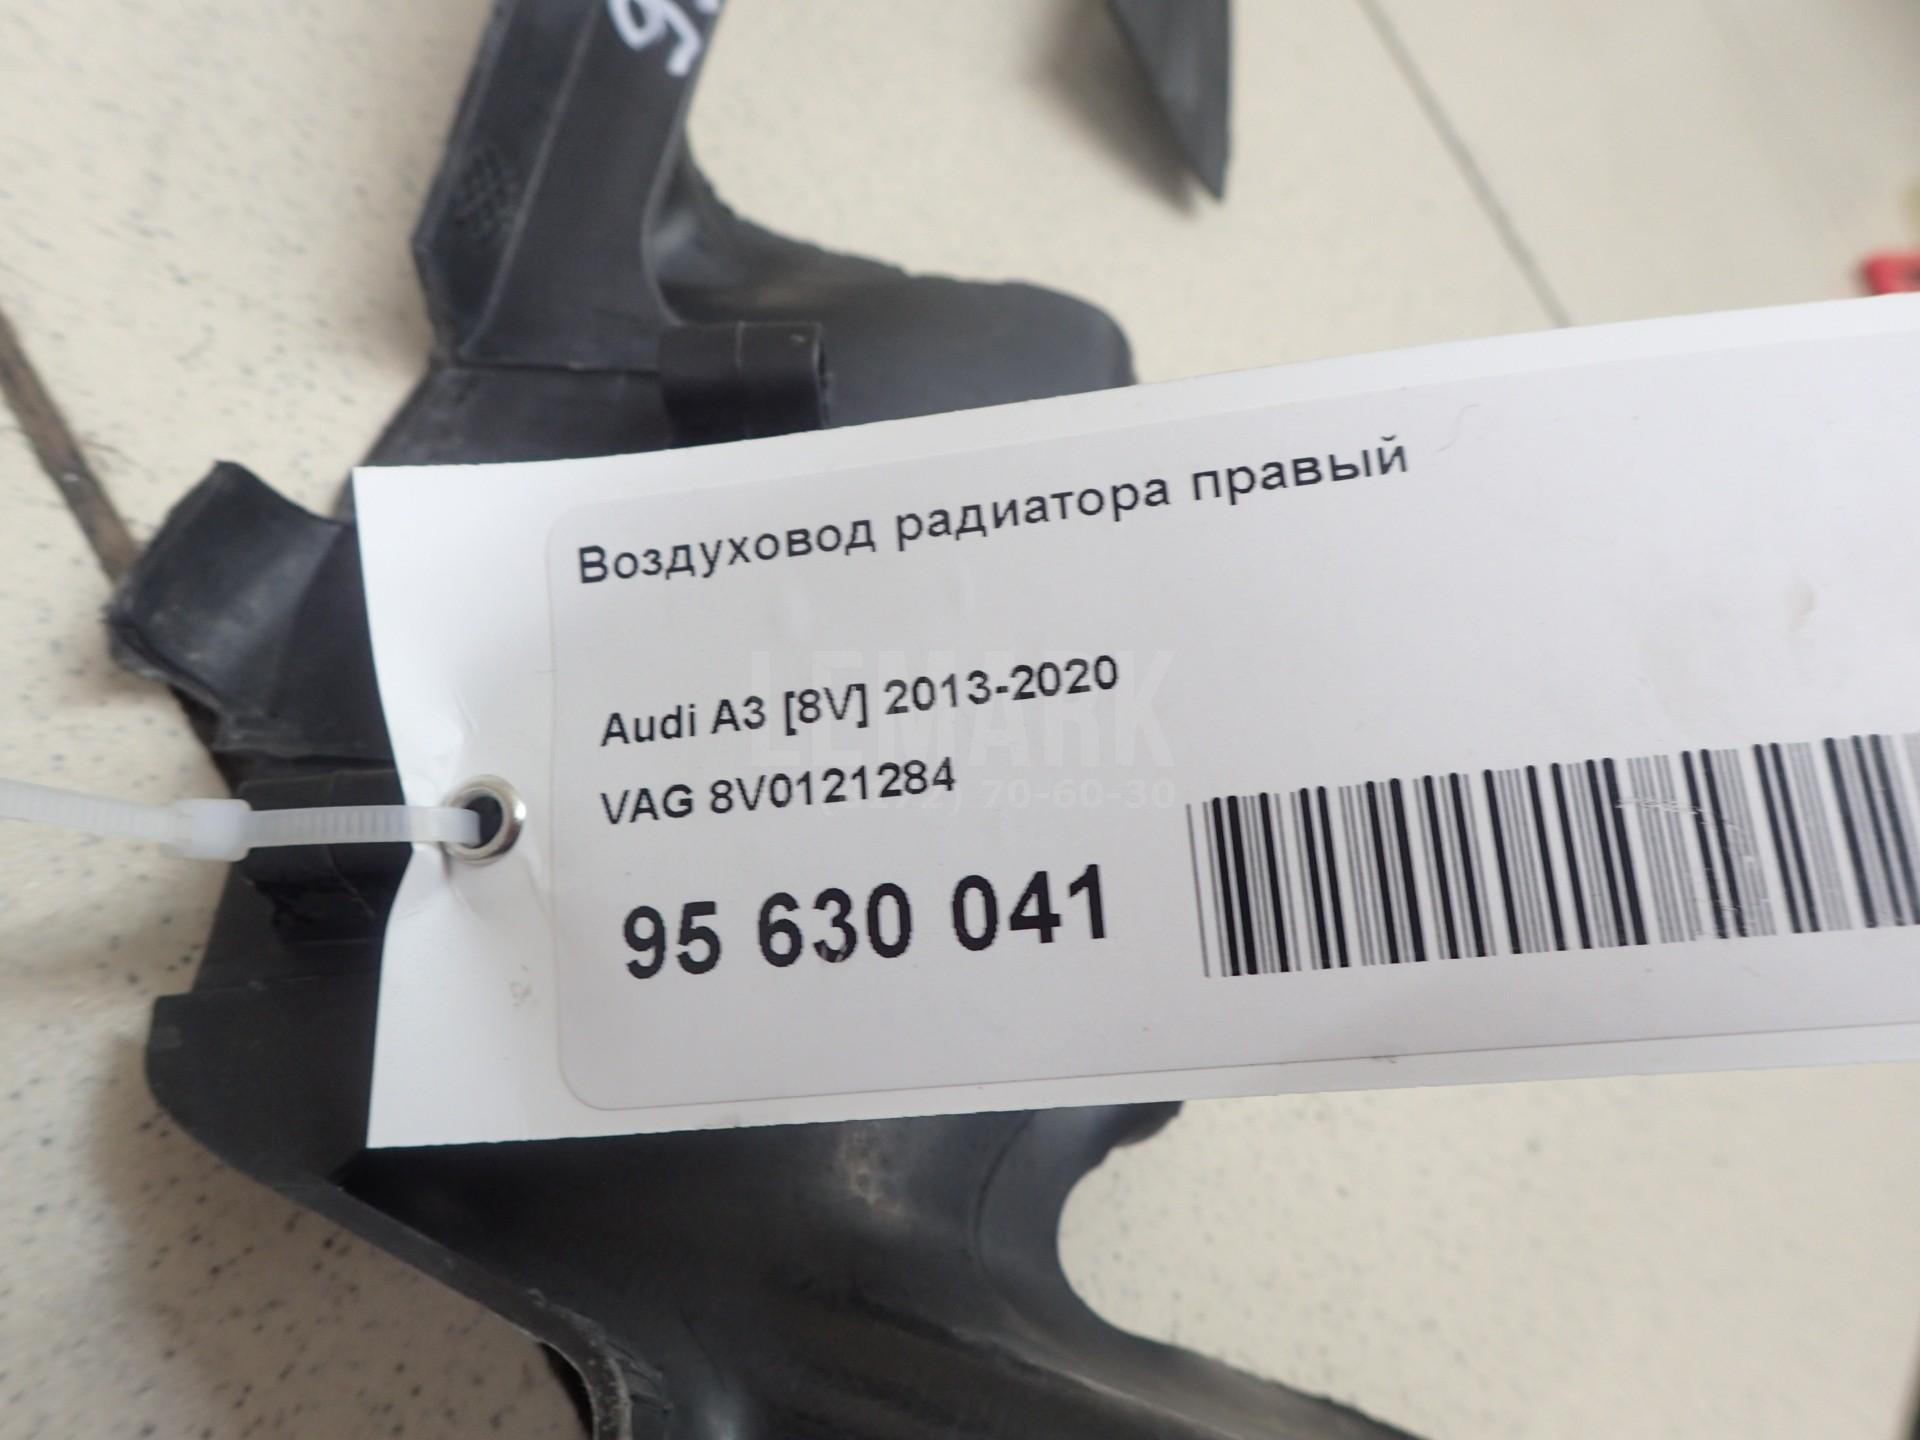 Воздуховод радиатора правый
Audi A3 [8V] 2013-2020
VAG 8V0121284
95 630 041
LEMARK
70-60-30